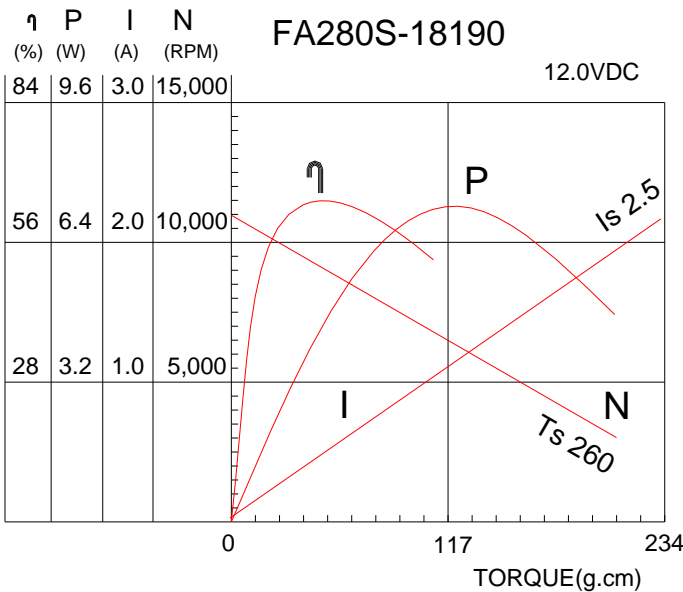 η P I N
(%) (W) (A) (RPM)
FA280S-18190
12.0VDC
84 9.6 3.0 15,000
η
P
Is 2.5
56 6.4 2.0 10,000
28 3.2 1.0 5,000
I
N
Ts 260
0 117 234
TORQUE(g.cm)